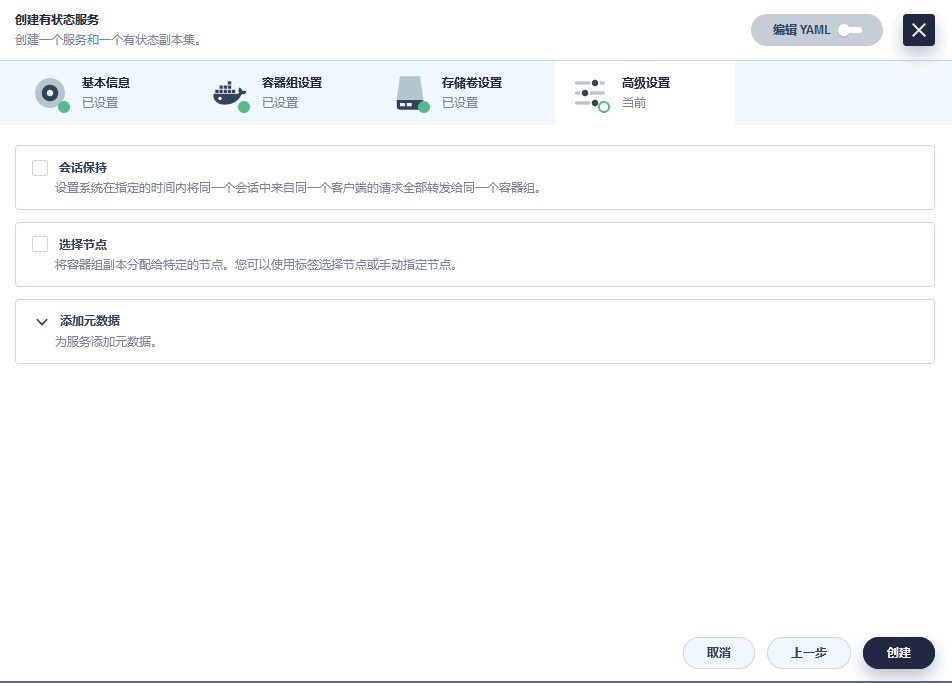 创建有状态服务
创建一个服务和一个有状态副本集。
编辑 YAML
基本信息
已设置
容器组设置
已设置
存储卷设置
已设置
高级设置
当前
会话保持
设置系统在指定的时间内将同一个会话中来自同一个客户端的请求全部转发给同一个容器组。
选择节点
将容器组副本分配给特定的节点。您可以使用标签选择节点或手动指定节点。
添加元数据
为服务添加元数据。
取消
上一步
创建